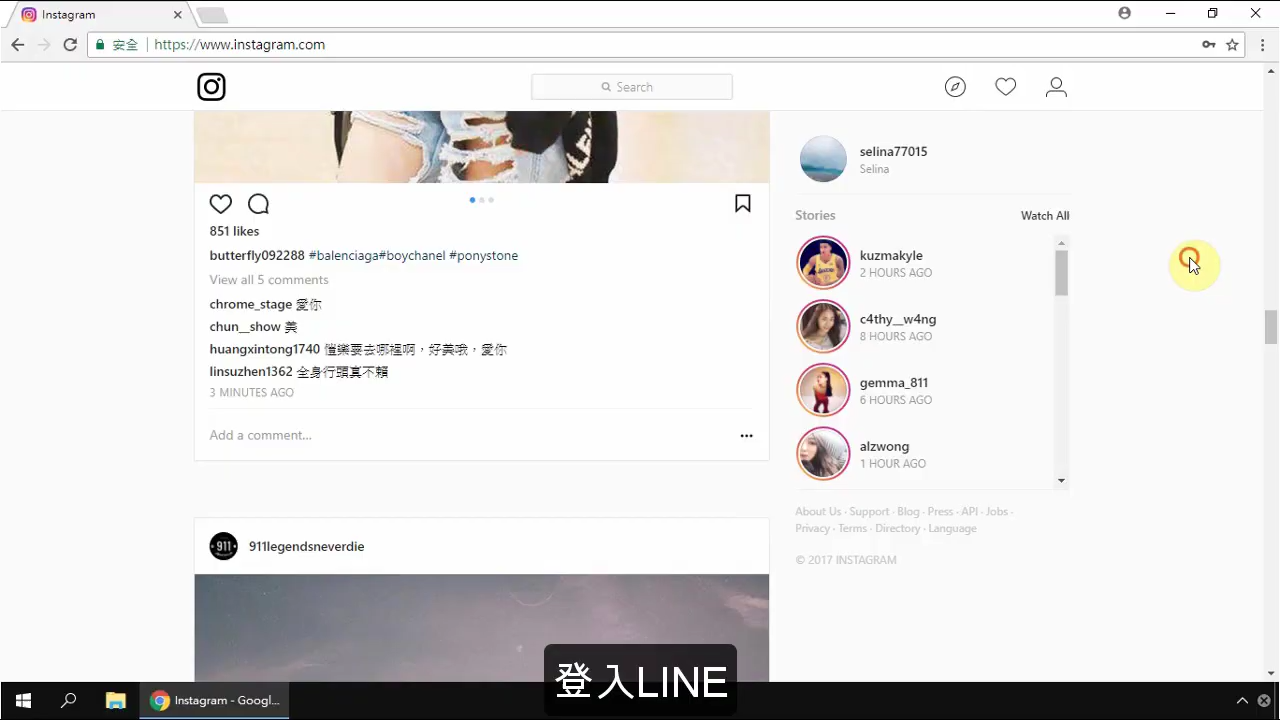 Instagram
安全
https://www.instagram.com
Search
selina77015
Selina
Stories
Watch All
kuzmakyle
2 HOURS AGO
c4thy__w4ng
8 HOURS AGO
gemma_811
6 HOURS AGO
alzwong
1 HOUR AGO
About Us · Support · Blog · Press · API · Jobs ·
Privacy · Terms · Directory · Language
© 2017 INSTAGRAM
851 likes
butterfly092288 #balenciaga#boychanel #ponystone
View all 5 comments
chrome_stage 愛你
chun__show 美
huangxintong1740 愷樂要去哪裡啊，好美哦，愛你
linsuzhen1362 全身行頭真不賴
3 MINUTES AGO
Add a comment...
911
911legendsneverdie
登入LINE
Instagram - Googl...